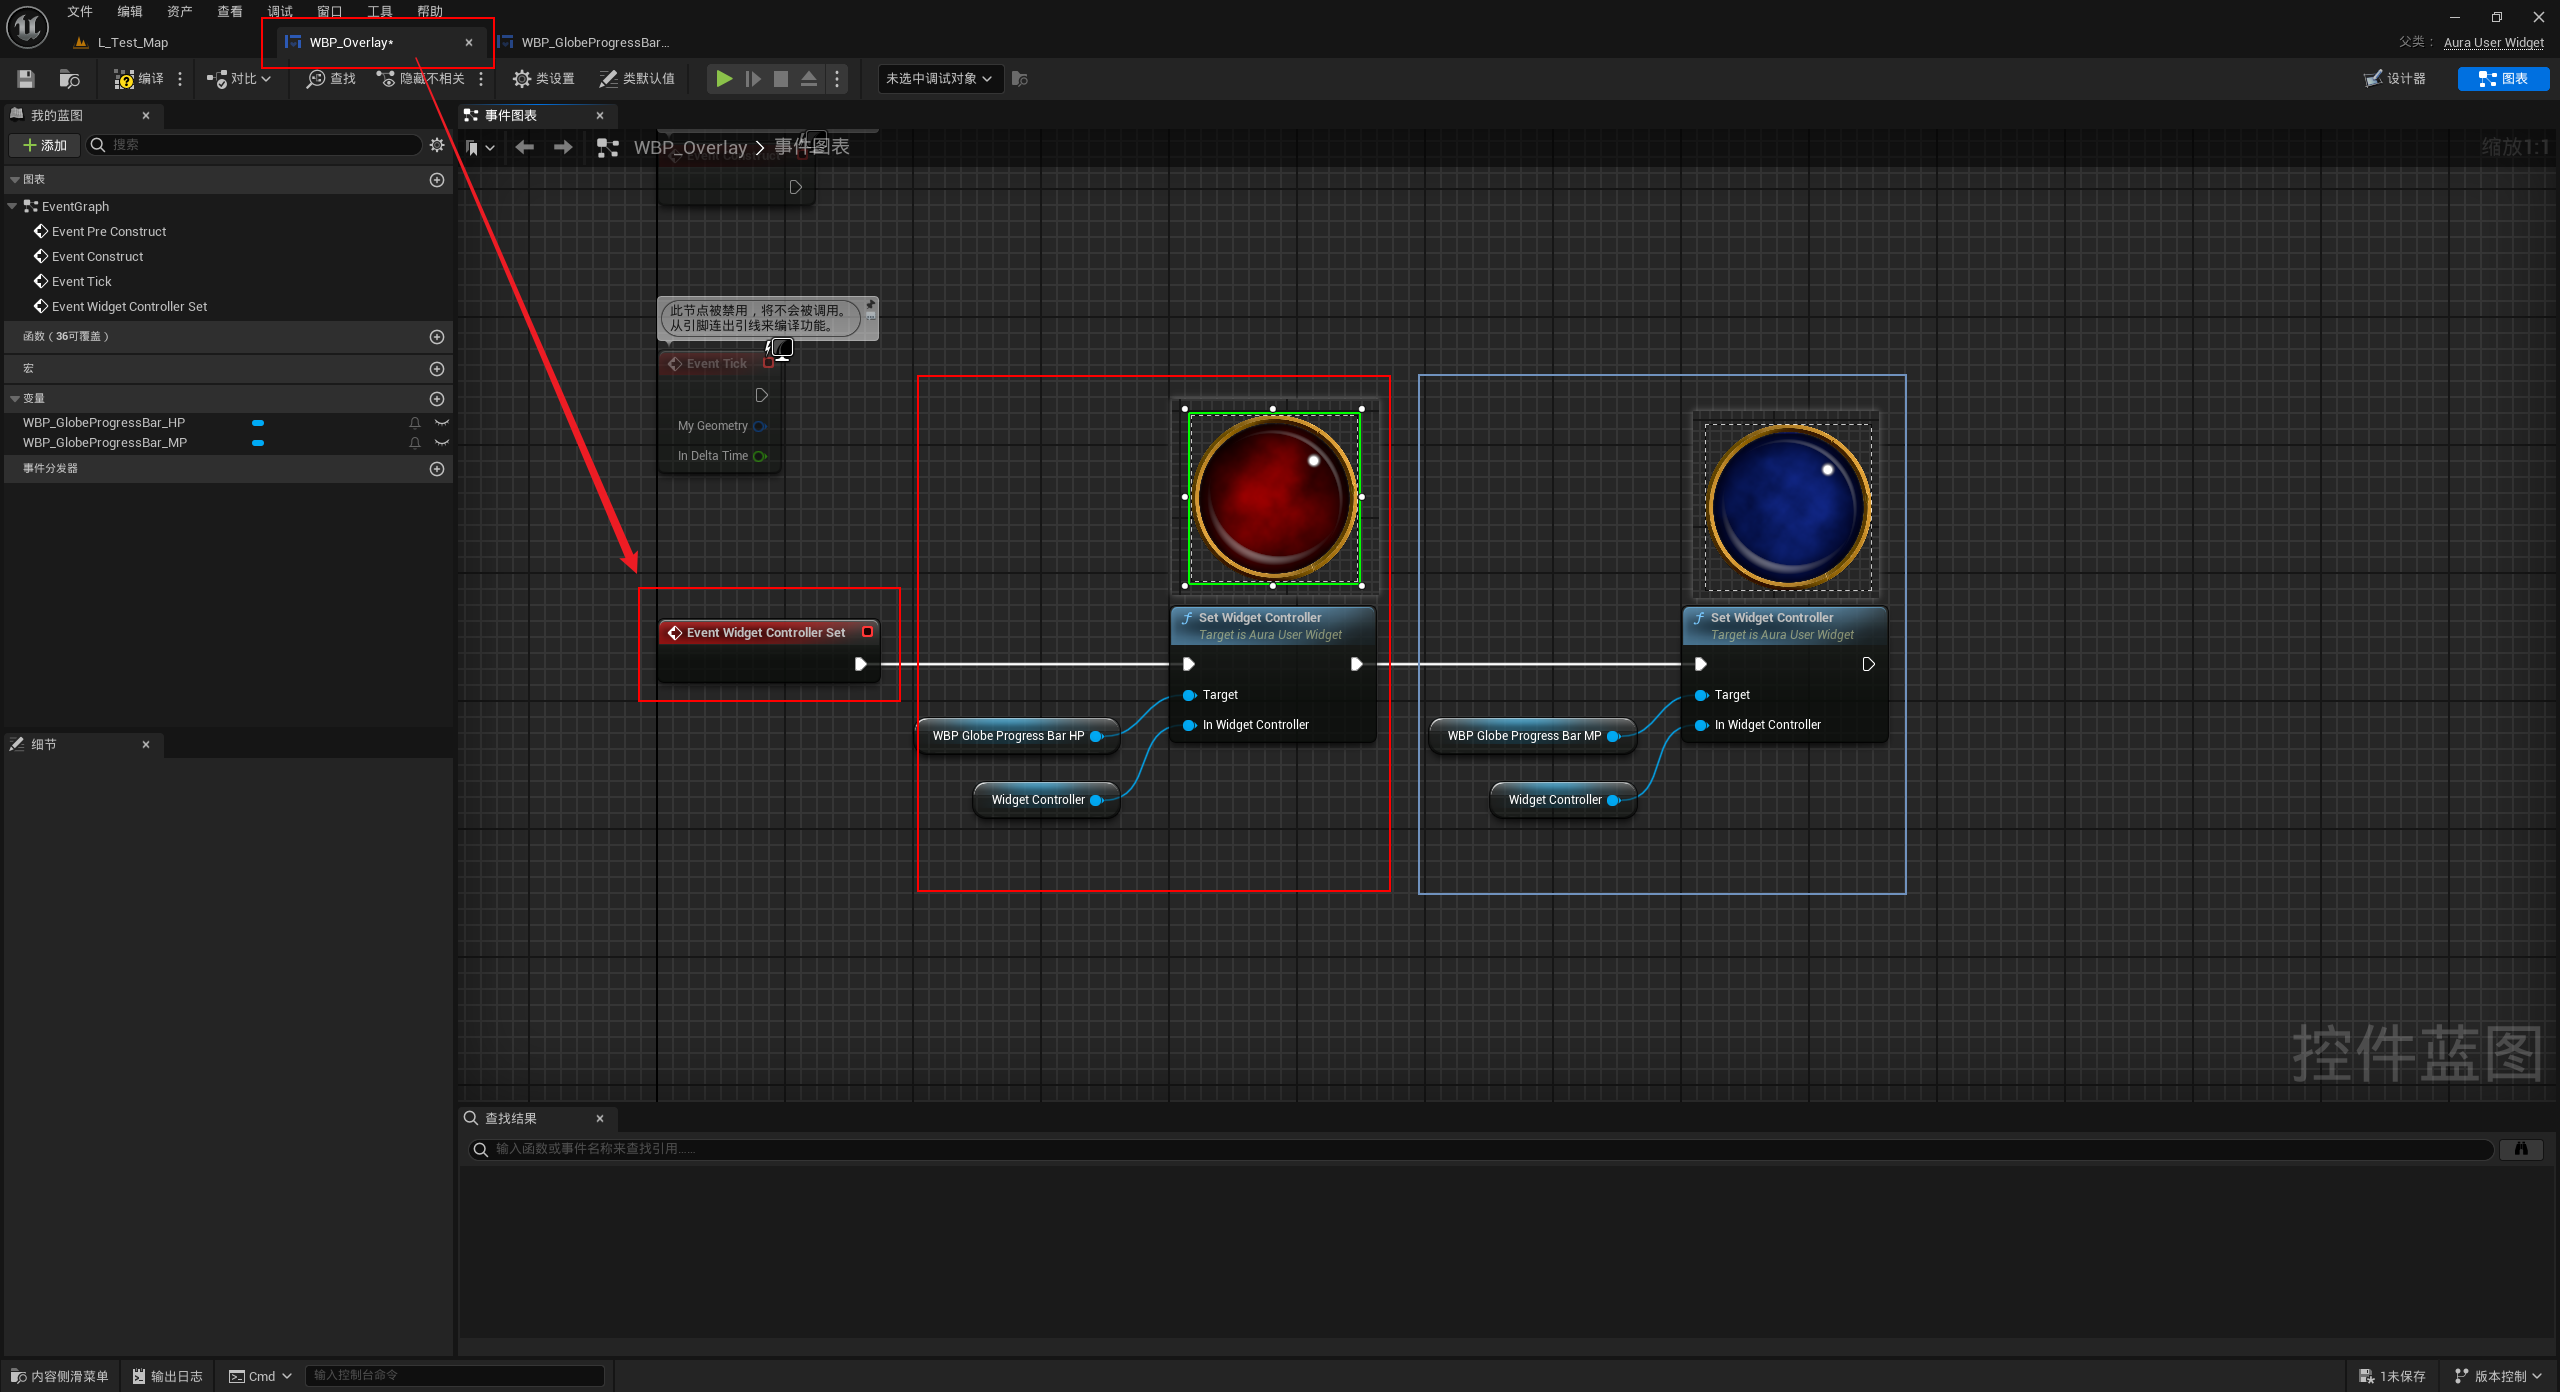 文件 编辑 资产 查看 调试 窗口 工具 帮助
L_Test_Map
WBP_Overlay*
WBP_GlobeProgressBar...
父类： Aura User Widget
编译 对比 查找 隐藏不相关 类设置 类默认值 未选中调试对象 设计器 图表
我的蓝图
添加
搜索
图表
EventGraph
Event Pre Construct
Event Construct
Event Tick
Event Widget Controller Set
函数（36可覆盖）
宏
变量
WBP_GlobeProgressBar_HP
WBP_GlobeProgressBar_MP
事件分发器
细节
事件图表
WBP_Overlay > 事件图表
缩放1:1
Event Construct
此节点被禁用，将不会被调用。
从引脚连出引线来编译功能。
Event Tick
My Geometry
In Delta Time
Event Widget Controller Set
Set Widget Controller
Target is Aura User Widget
Target
In Widget Controller
WBP Globe Progress Bar HP
Widget Controller
Set Widget Controller
Target is Aura User Widget
Target
In Widget Controller
WBP Globe Progress Bar MP
Widget Controller
控件蓝图
查找结果
输入函数或事件名称来查找引用......
内容侧滑菜单 输出日志 Cmd 输入控制台命令 1未保存 版本控制